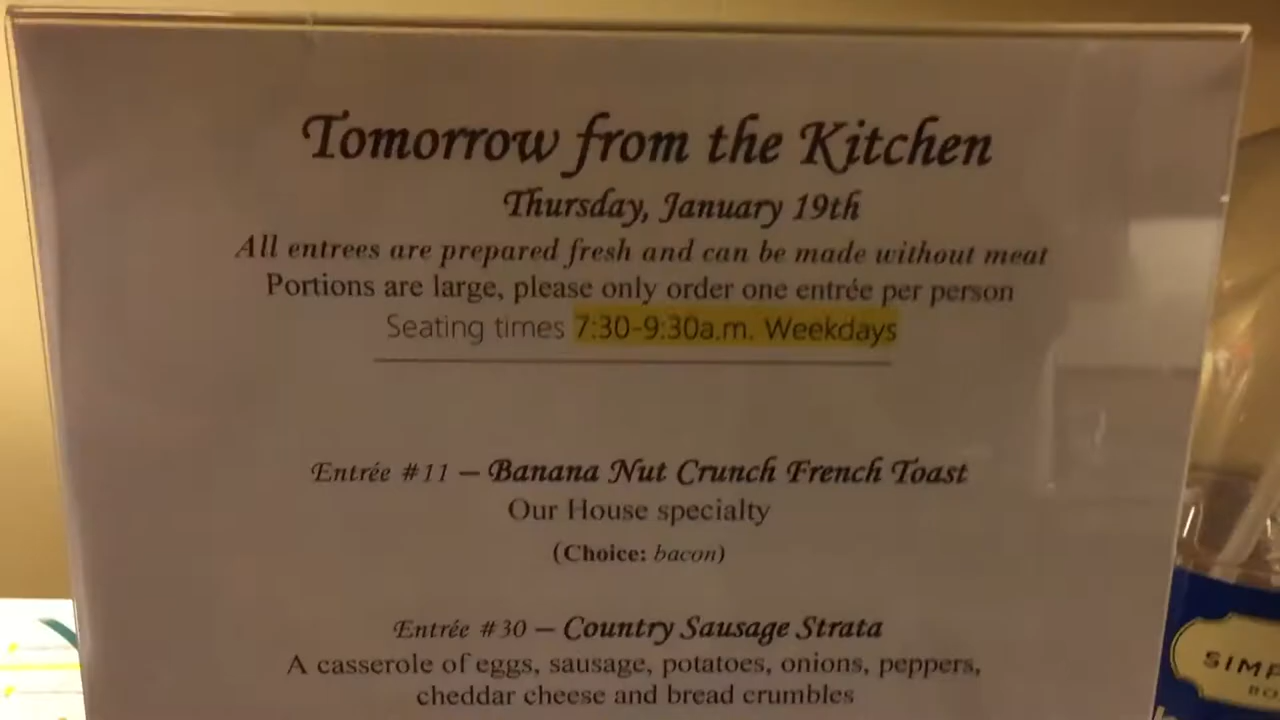 Tomorrow from the Kitchen
Thursday, January 19th
All entrees are prepared fresh and can be made without meat
Portions are large, please only order one entrée per person
Seating times 7:30-9:30a.m. Weekdays
Entrée #11 – Banana Nut Crunch French Toast
Our House specialty
(Choice: bacon)
Entrée #30 – Country Sausage Strata
A casserole of eggs, sausage, potatoes, onions, peppers,
cheddar cheese and bread crumbles